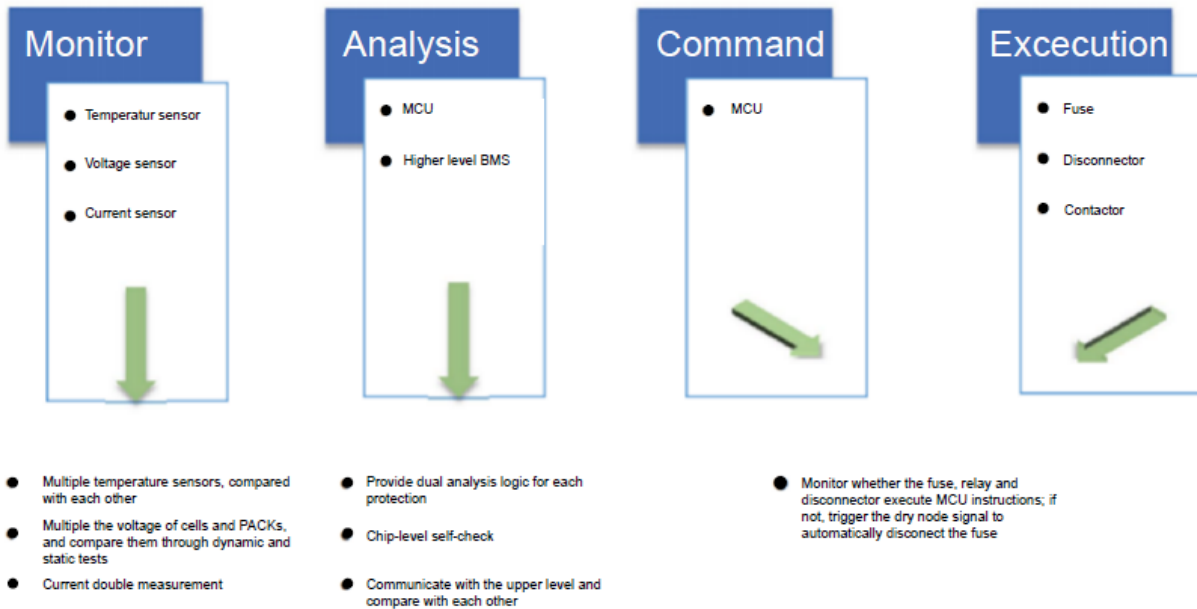 Monitor
Temperatur sensor
Voltage sensor
Current sensor
Multiple temperature sensors, compared
with each other
Multiple the voltage of cells and PACKs,
and compare them through dynamic and
static tests
Current double measurement
Analysis
MCU
Higher level BMS
Provide dual analysis logic for each
protection
Chip-level self-check
Communicate with the upper level and
compare with each other
Command
MCU
Excecution
Fuse
Disconnector
Contactor
Monitor whether the fuse, relay and
disconnector execute MCU instructions; if
not, trigger the dry node signal to
automatically disconect the fuse